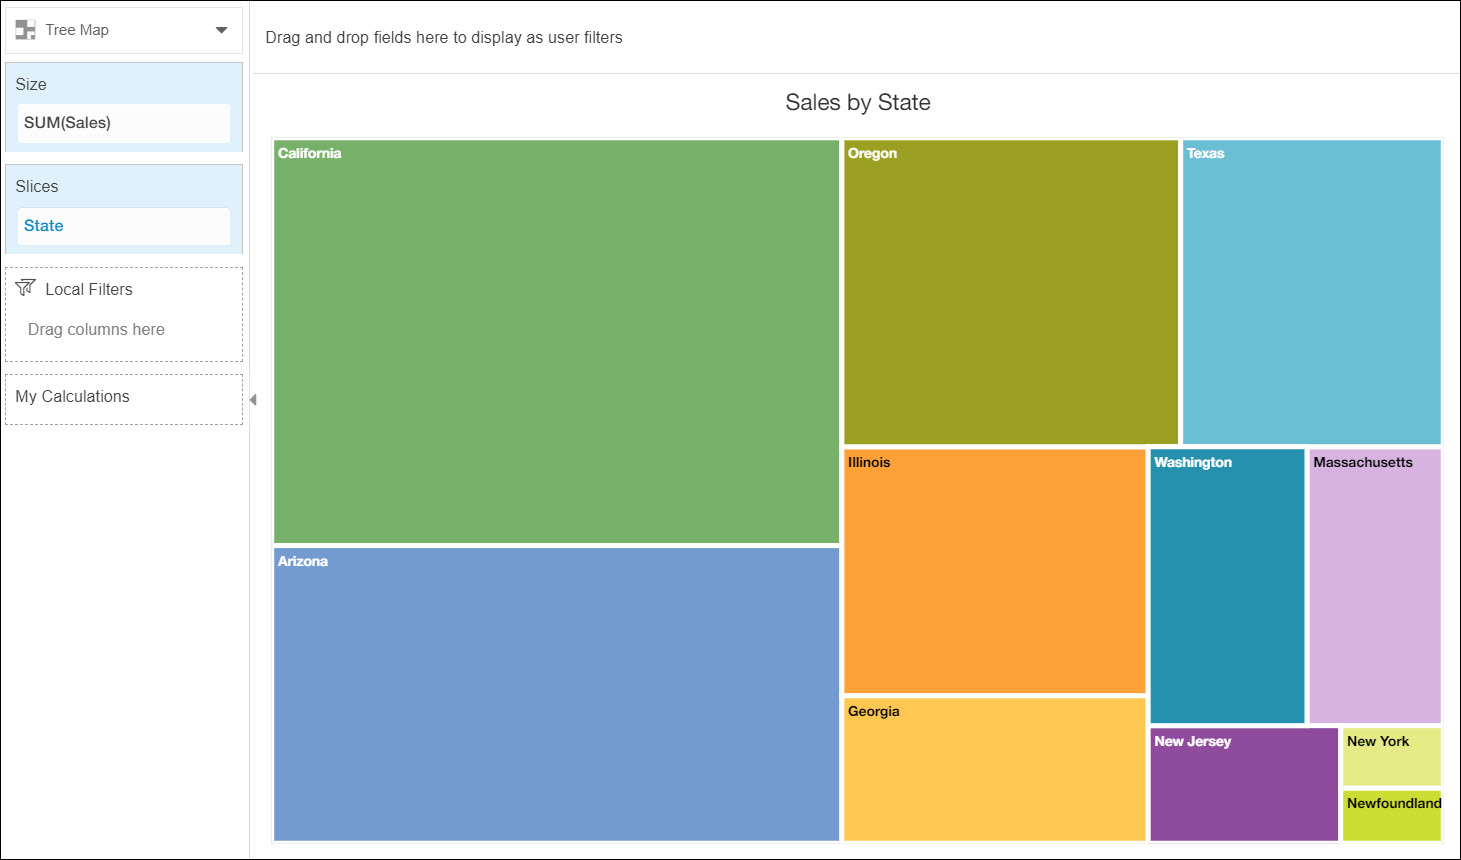 Tree Map
Size
SUM(Sales)
Slices
State
Local Filters
Drag columns here
My Calculations
Drag and drop fields here to display as user filters
Sales by State
California
Oregon
Texas
Illinois
Washington
Massachusetts
Arizona
Georgia
New Jersey
New York
Newfoundland